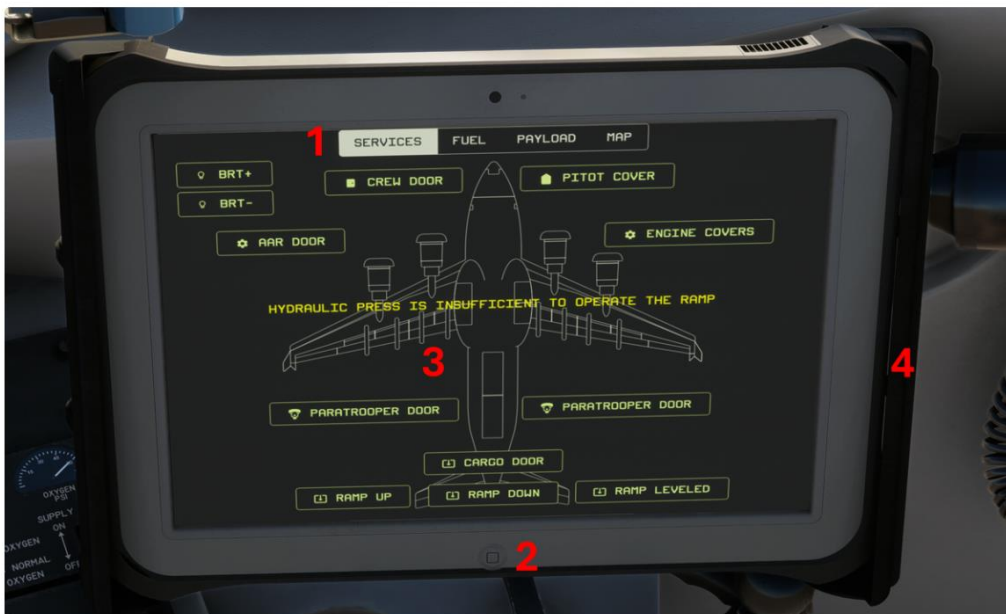 1
SERVICES FUEL PAYLOAD MAP
BRT+
CREW DOOR
PITOT COVER
BRT-
AAR DOOR
ENGINE COVERS
HYDRAULIC PRESS IS INSUFFICIENT TO OPERATE THE RAMP
3
4
PARATROOPER DOOR
PARATROOPER DOOR
CARGO DOOR
RAMP UP
RAMP DOWN
RAMP LEVELED
2
OXYGEN
PSI
SUPPLY
ON
OXYGEN
NORMAL
OXYGEN